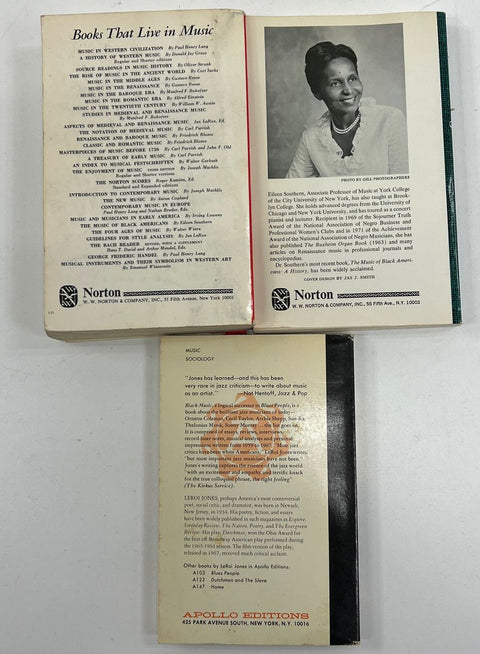 Books That Live in Music
MUSIC IN WESTERN CIVILIZATION By Paul Henry Lang
A HISTORY OF WESTERN MUSIC By Donald Jay Grout
Regular and Shorter editions
SOURCE READINGS IN MUSIC HISTORY By Oliver Strunk
THE RISE OF MUSIC IN THE ANCIENT WORLD By Curt Sachs
MUSIC IN THE MIDDLE AGES By Gustave Reese
MUSIC IN THE RENAISSANCE By Gustave Reese
MUSIC IN THE BAROQUE ERA By Manfred F. Bukofzer
MUSIC IN THE ROMANTIC ERA By Alfred Einstein
MUSIC IN THE TWENTIETH CENTURY By William W. Austin
STUDIES IN MEDIEVAL AND RENAISSANCE MUSIC
By Manfred F. Bukofzer
ASPECTS OF MEDIEVAL AND RENAISSANCE MUSIC Jan LaRue, Ed.
THE NOTATION OF MEDIEVAL MUSIC By Carl Parrish
RENAISSANCE AND BAROQUE MUSIC By Friedrich Blume
CLASSIC AND ROMANTIC MUSIC By Friedrich Blume
MASTERPIECES OF MUSIC BEFORE 1750 By Carl Parrish and John F. Ohl
A TREASURY OF EARLY MUSIC By Carl Parrish
AN INDEX TO MUSICAL FESTSCHRIFTEN By Walter Gerboth
THE ENJOYMENT OF MUSIC THIRD EDITION By Joseph Machlis
Regular and Shorter editions
THE NORTON SCORES Roger Kamien, Ed.
Standard and Expanded editions
INTRODUCTION TO CONTEMPORARY MUSIC By Joseph Machlis
THE NEW MUSIC By Aaron Copland
CONTEMPORARY MUSIC IN EUROPE
Paul Henry Lang and Nathan Broder, Eds.
MUSIC AND MUSICIANS IN EARLY AMERICA By Irving Lowens
THE MUSIC OF BLACK AMERICANS By Eileen Southern
THE FOUR AGES OF MUSIC By Walter Wiora
GUIDELINES FOR STYLE ANALYSIS By Jan LaRue
THE BACH READER REVISED, WITH A SUPPLEMENT
Hans T. David and Arthur Mendel, Eds.
GEORGE FRIDERIC HANDEL By Paul Henry Lang
MUSICAL INSTRUMENTS AND THEIR SYMBOLISM IN WESTERN ART
By Emanuel Winternitz
Norton
W. W. NORTON & COMPANY, INC., 55 Fifth Avenue, New York 10003
PHOTO BY GILL PHOTOGRAPHERS
Eileen Southern, Associate Professor of Music at York College
of the City University of New York, has also taught at Brook-
lyn College. She holds advanced degrees from the University of
Chicago and New York University, and has toured as a concert
pianist and lecturer. Recipient in 1969 of the Sojourner Truth
Award of the National Association of Negro Business and
Professional Women's Clubs and in 1971 of the Achievement
Award of the National Association of Negro Musicians, she has
also published The Buxheim Organ Book (1963) and many
articles on Renaissance music in professional journals and
encyclopedias.
Dr. Southern's most recent book, The Music of Black Ameri-
cans: A History, has been widely acclaimed.
COVER DESIGN BY JAY J. SMITH
Norton
W. W. NORTON & COMPANY, INC., 55 Fifth Ave., N.Y. 10003
MUSIC
SOCIOLOGY
"Jones has learned—and this has been
very rare in jazz criticism—to write about music
as an artist." —Nat Hentoff, Jazz & Pop
Black Music, a logical successor to Blues People, is a
book about the brilliant jazz musicians of today—
Ornette Coleman, Cecil Taylor, Archie Shepp, Sun Ra,
Thelonius Monk, Sonny Murray . . . the list goes on.
It is comprised of essays, reviews, interviews,
record liner notes, musical analyses and personal
impressions written from 1959-1967. "Most jazz
critics have been white Americans," LeRoi Jones writes,
"but most important jazz musicians have not been."
Jones's writing captures the essence of the jazz world
"with an excitement and empathy and terrific knack
for the true colloquial phrase, the right feeling"
(The Kirkus Service).
LEROI JONES, perhaps America's most controversial
poet, social critic, and dramatist, was born in Newark,
New Jersey, in 1934. His poetry, fiction, and essays
have been widely published in such magazines as Esquire,
Saturday Review, The Nation, Poetry, and The Evergreen
Review. His play, Dutchman, won the Obie Award for
the best off-Broadway American play performed during
the 1963-1964 season. The film version of the play,
released in 1967, received much critical acclaim.
Other books by LeRoi Jones in Apollo Editions:
A103 Blues People
A122 Dutchman and The Slave
A147 Home
APOLLO EDITIONS
425 PARK AVENUE SOUTH, NEW YORK, N.Y. 10016